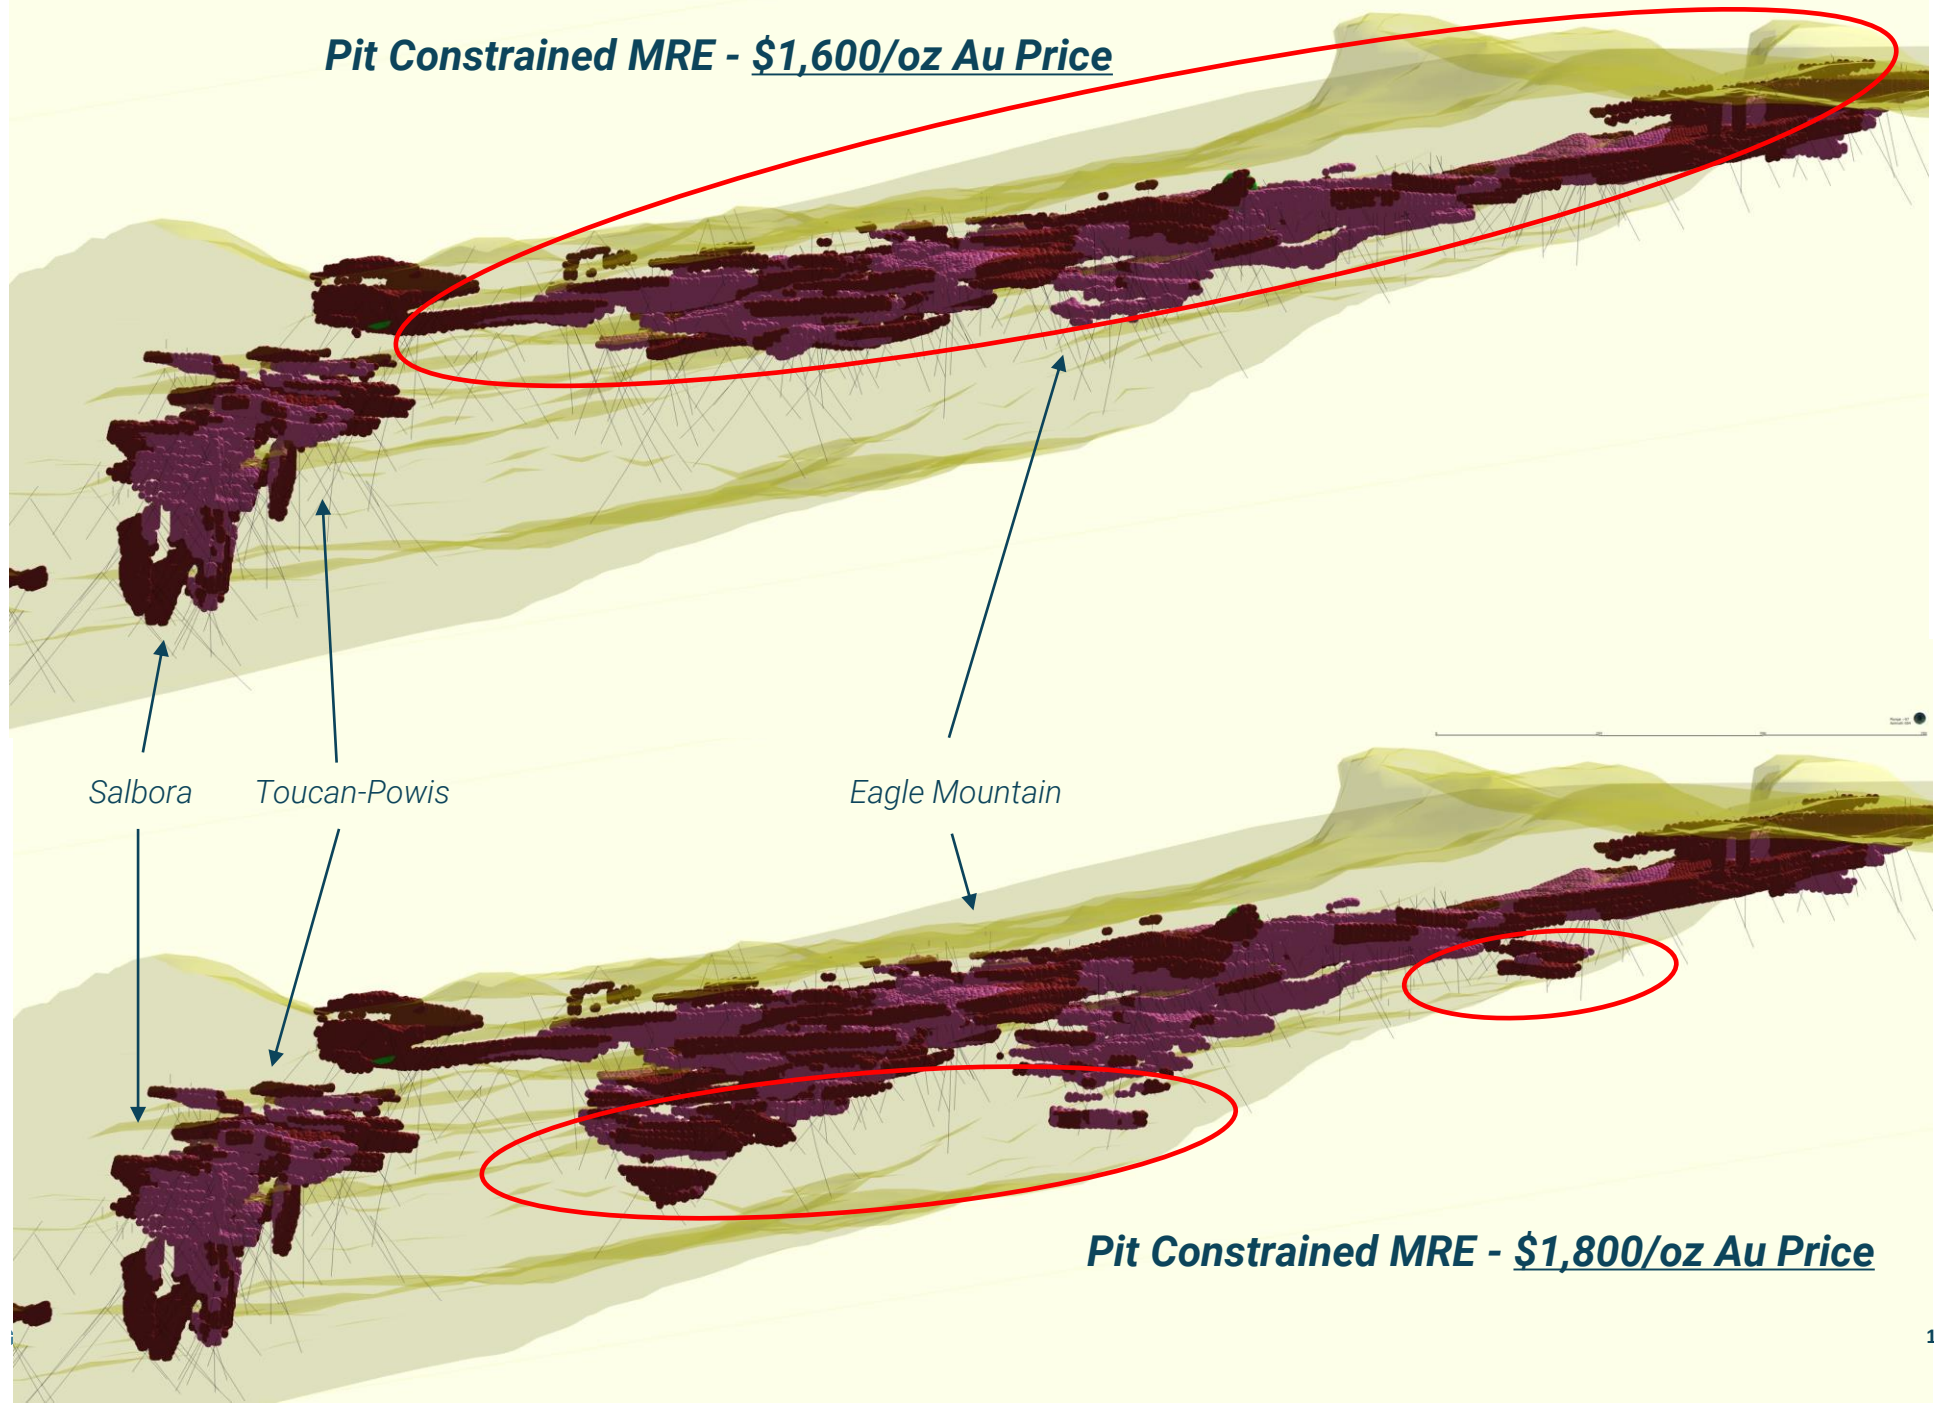 Pit Constrained MRE - $1,600/oz Au Price
Salbora
Toucan-Powis
Eagle Mountain
Pit Constrained MRE - $1,800/oz Au Price
1